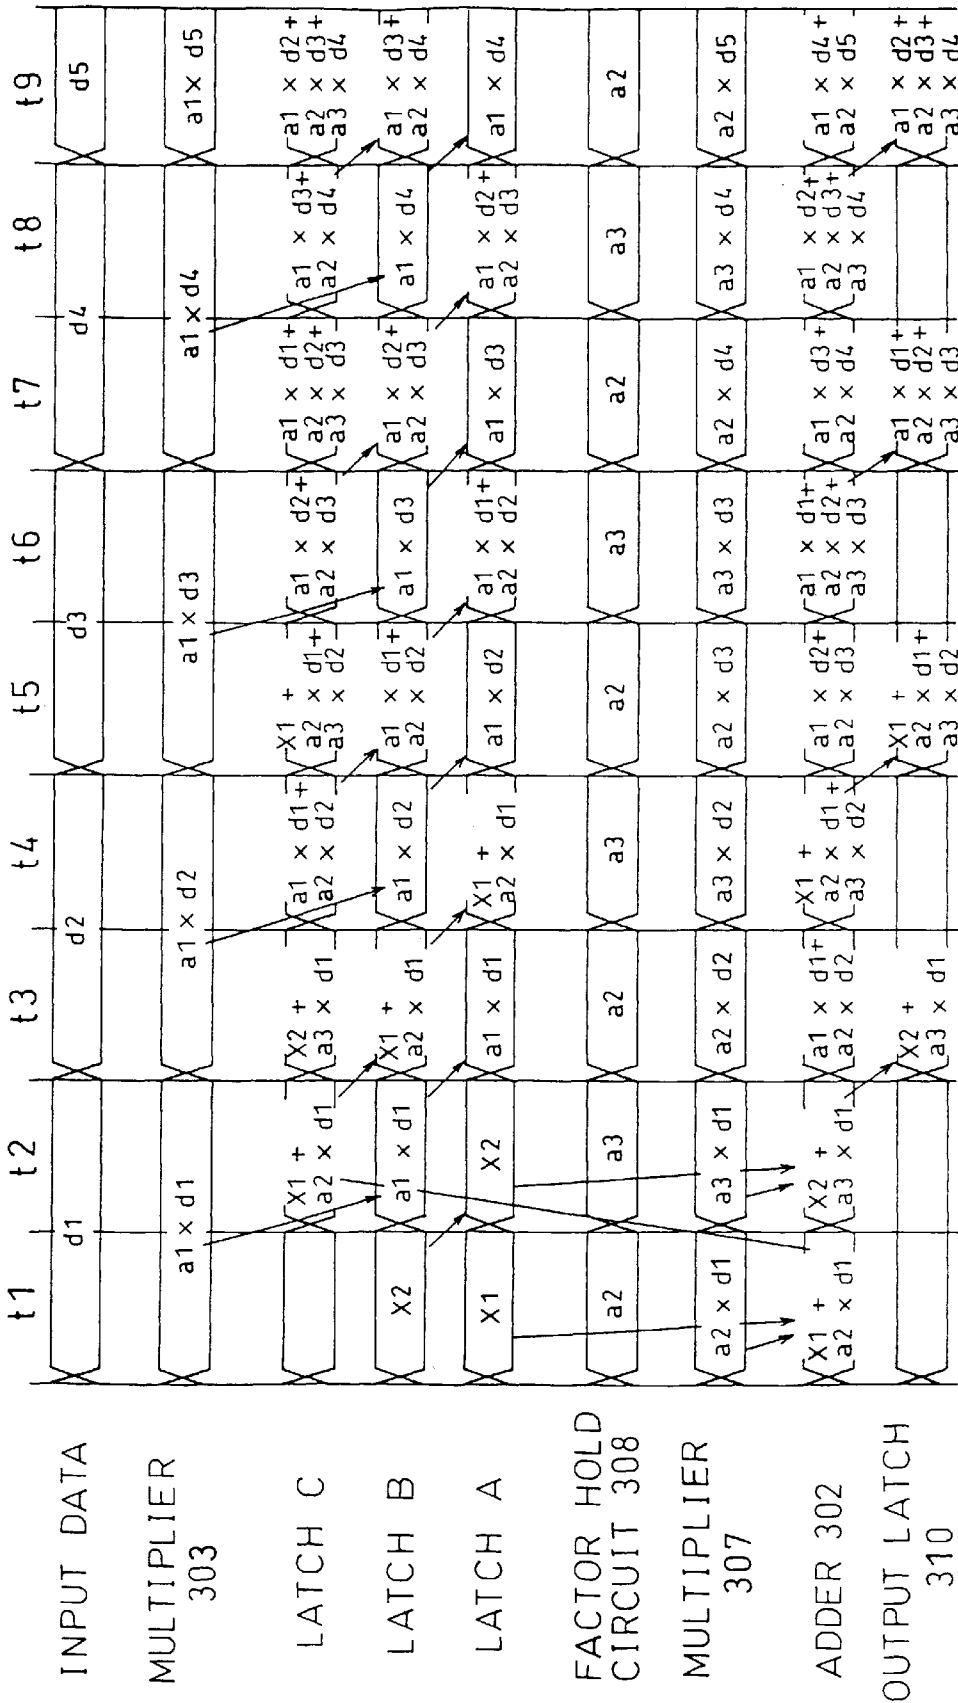 t1 t2 t3 t4 t5 t6 t7 t8 t9
INPUT DATA
d1 d2 d3 d4 d5
MULTIPLIER
303
a1 × d1 a1 × d2 a1 × d3 a1 × d4 a1 × d5
LATCH C
X1 +
a2 × d1
X2 +
a3 × d1
a1 × d1+
a2 × d2
X1 +
a2 × d1+
a3 × d2
a1 × d2+
a2 × d3
a1 × d1+
a2 × d2+
a3 × d3
a1 × d3+
a2 × d4
a1 × d2+
a2 × d3+
a3 × d4
LATCH B
X2
a1 × d1
X1 +
a2 × d1
a1 × d2
a1 × d1+
a2 × d2
a1 × d3
a1 × d2+
a2 × d3
a1 × d4
a1 × d3+
a2 × d4
LATCH A
X1
X2
a1 × d1
X1 +
a2 × d1
a1 × d2
a1 × d1+
a2 × d2
a1 × d3
a1 × d2+
a2 × d3
a1 × d4
FACTOR HOLD
CIRCUIT 308
a2 a3 a2 a3 a2 a3 a2 a3 a2
MULTIPLIER
307
a2 × d1 a3 × d1 a2 × d2 a3 × d2 a2 × d3 a3 × d3 a2 × d4 a3 × d4 a2 × d5
ADDER 302
X1 +
a2 × d1
X2 +
a3 × d1
a1 × d1+
a2 × d2
X1 +
a2 × d1+
a3 × d2
a1 × d2+
a2 × d3
a1 × d1+
a2 × d2+
a3 × d3
a1 × d3+
a2 × d4
a1 × d2+
a2 × d3+
a3 × d4
a1 × d4+
a2 × d5
OUTPUT LATCH
310
X2 +
a3 × d1
X1 +
a2 × d1+
a3 × d2
a1 × d1+
a2 × d2+
a3 × d3
a1 × d2+
a2 × d3+
a3 × d4